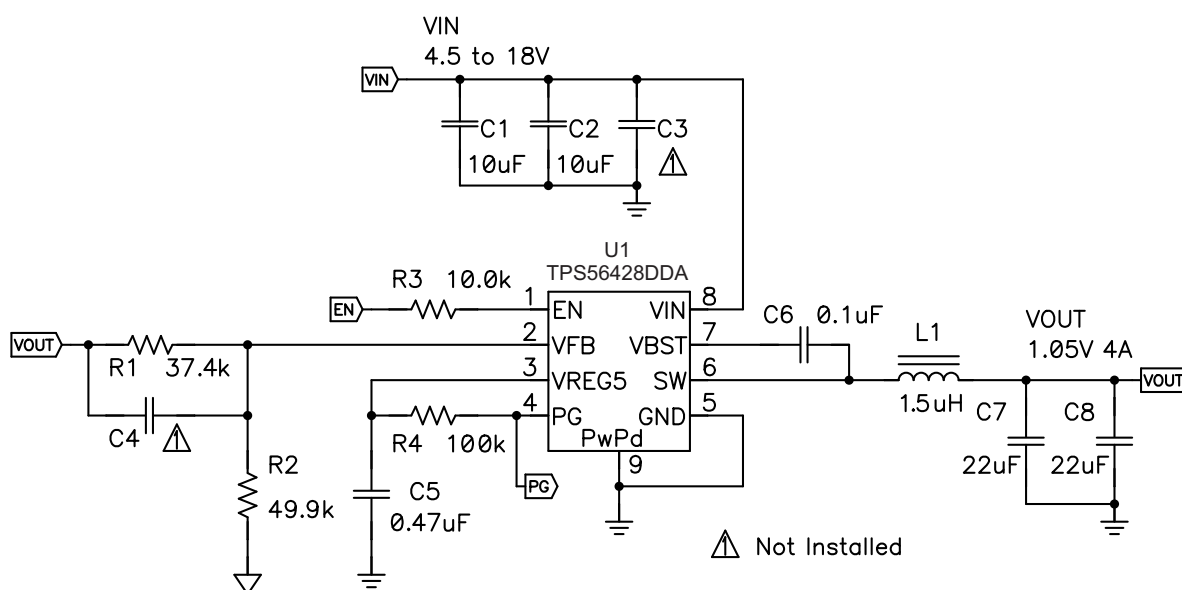 VIN
4.5 to 18V
VIN
C1
C2
C3
10uF
10uF
1
U1
TPS56428DDA
R3 10.0k
EN
1
EN
VIN
8
C6 0.1uF
L1
VOUT
1.05V 4A
VOUT
R1 37.4k
2
VFB
VBST
7
3
VREG5
SW
6
1.5uH
VOUT
C4
1
R4 100k
4
PG
GND
5
PwPd
9
C7
C8
22uF
22uF
R2
49.9k
C5
0.47uF
PG
1 Not Installed